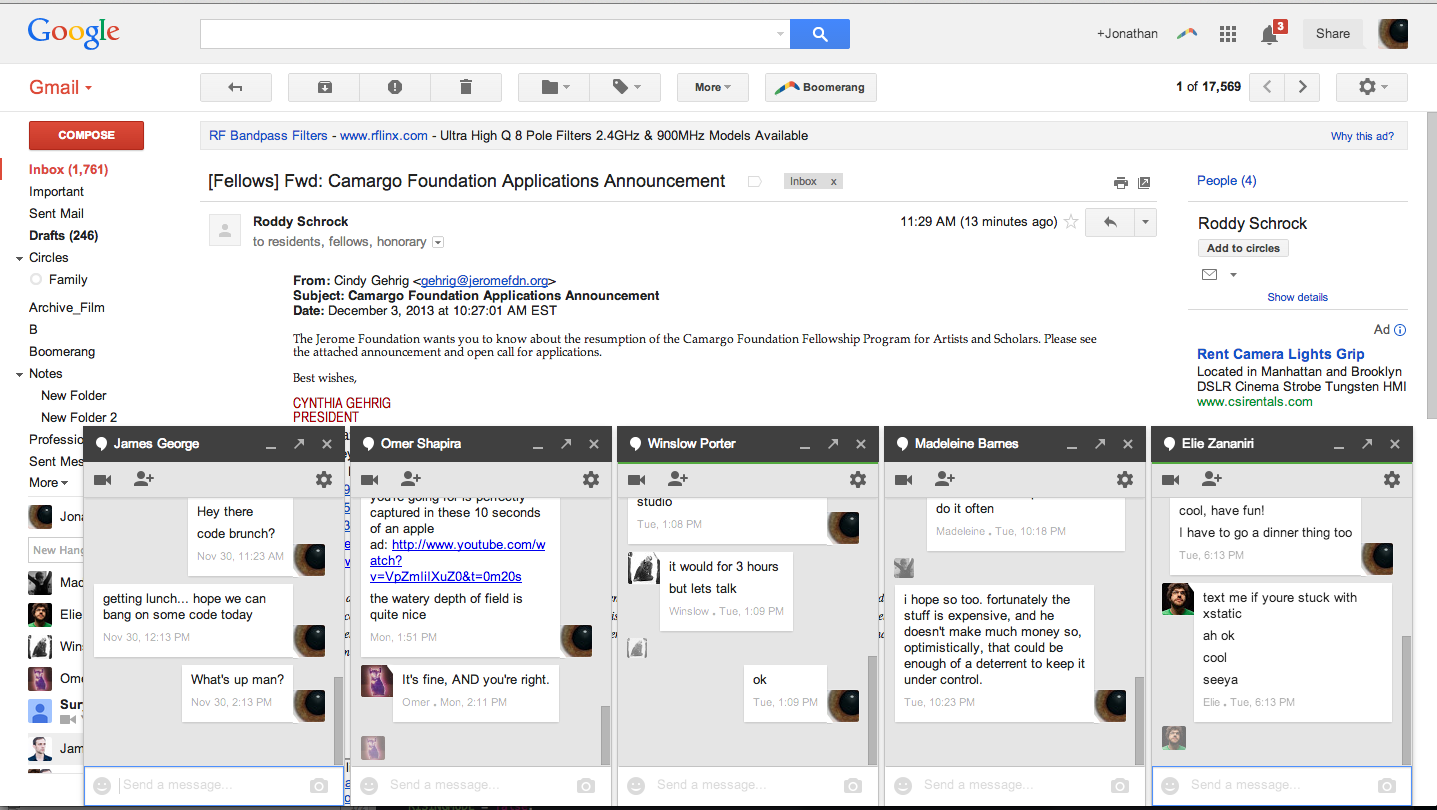 Google
+Jonathan
3
Share
Gmail
More
Boomerang
1 of 17,569
COMPOSE
RF Bandpass Filters - www.rflinx.com - Ultra High Q 8 Pole Filters 2.4GHz & 900MHz Models Available
Why this ad?
Inbox (1,761)
Important
Sent Mail
Drafts (246)
Circles
Family
Archive_Film
B
Boomerang
Notes
New Folder
New Folder 2
Professio
Sent Mes
More
Jona
New Hang
Mad
Elie
Wins
Ome
Sur
Jam
[Fellows] Fwd: Camargo Foundation Applications Announcement
Inbox x
Roddy Schrock
11:29 AM (13 minutes ago)
to residents, fellows, honorary
From: Cindy Gehrig <gehrig@jeromefdn.org>
Subject: Camargo Foundation Applications Announcement
Date: December 3, 2013 at 10:27:01 AM EST
The Jerome Foundation wants you to know about the resumption of the Camargo Foundation Fellowship Program for Artists and Scholars. Please see
the attached announcement and open call for applications.
Best wishes,
CYNTHIA GEHRIG
PRESIDENT
People (4)
Roddy Schrock
Add to circles
Show details
Ad
Rent Camera Lights Grip
Located in Manhattan and Brooklyn
DSLR Cinema Strobe Tungsten HMI
www.csirentals.com
James George
Hey there
code brunch?
Nov 30, 11:23 AM
getting lunch... hope we can
bang on some code today
Nov 30, 12:13 PM
What's up man?
Nov 30, 2:13 PM
Send a message...
Omer Shapira
you're going for is perfectly
captured in these 10 seconds
of an apple
ad: http://www.youtube.com/w
atch?
v=VpZmIiIXuZ0&t=0m20s
the watery depth of field is
quite nice
Mon, 1:51 PM
It's fine, AND you're right.
Omer • Mon, 2:11 PM
Send a message...
Winslow Porter
studio
Tue, 1:08 PM
it would for 3 hours
but lets talk
Winslow • Tue, 1:09 PM
ok
Tue, 1:09 PM
Send a message...
Madeleine Barnes
do it often
Madeleine • Tue, 10:18 PM
i hope so too. fortunately the
stuff is expensive, and he
doesn't make much money so,
optimistically, that could be
enough of a deterrent to keep it
under control.
Tue, 10:23 PM
Send a message...
Elie Zananiri
cool, have fun!
I have to go a dinner thing too
Tue, 6:13 PM
text me if youre stuck with
xstatic
ah ok
cool
seeya
Elie • Tue, 6:13 PM
Send a message...